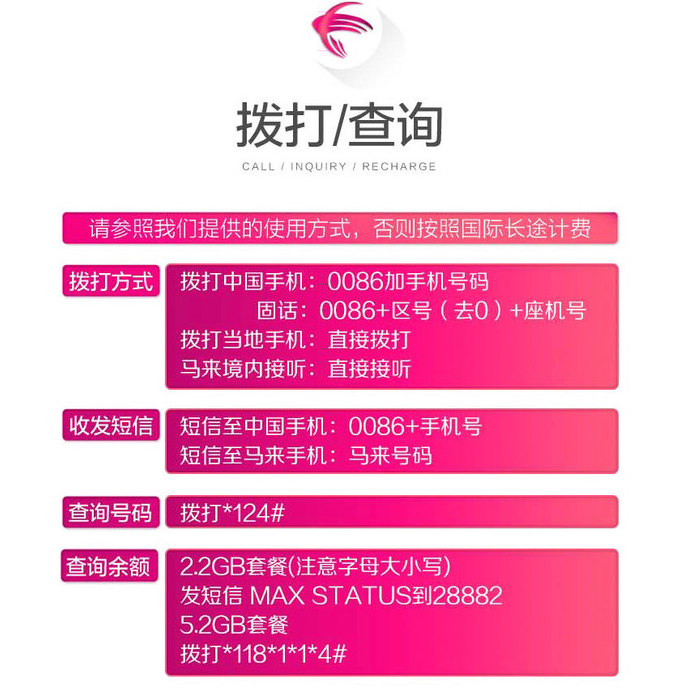 拨打/查询
CALL / INQUIRY / RECHARGE
请参照我们提供的使用方式，否则按照国际长途计费
拨打方式
拨打中国手机：0086加手机号码
固话：0086+区号（去0）+座机号
拨打当地手机：直接拨打
马来境内接听：直接接听
收发短信
短信至中国手机：0086+手机号
短信至马来手机：马来号码
查询号码
拨打*124#
查询余额
2.2GB套餐(注意字母大小写)
发短信 MAX STATUS到28882
5.2GB套餐
拨打*118*1*1*4#